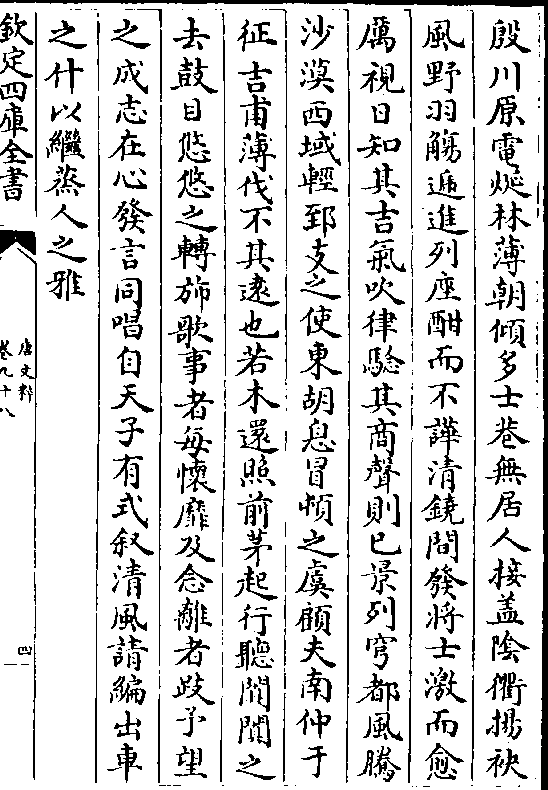 殷川原電烻林薄朝傾多士巷無居人接盖陰衢揚袂
風野羽觴遞進列座酣而不譁清鐃間發將士激而愈
厲視日知其吉氣吹律驗其商聲則已景列穹都風騰
沙漠西域輕郅支之使東胡息冒頓之虞顧夫南仲于
征吉甫薄伐不其逺也若木還照前茅起行聽閶閶之
去鼓目悠悠之轉斾歌事者每懷靡及念離者跂予望
之成志在心發言同唱自天子有式叙清風請編出車
之什以繼烝人之雅
欽定四庫全書
唐文粹
卷九十八
四